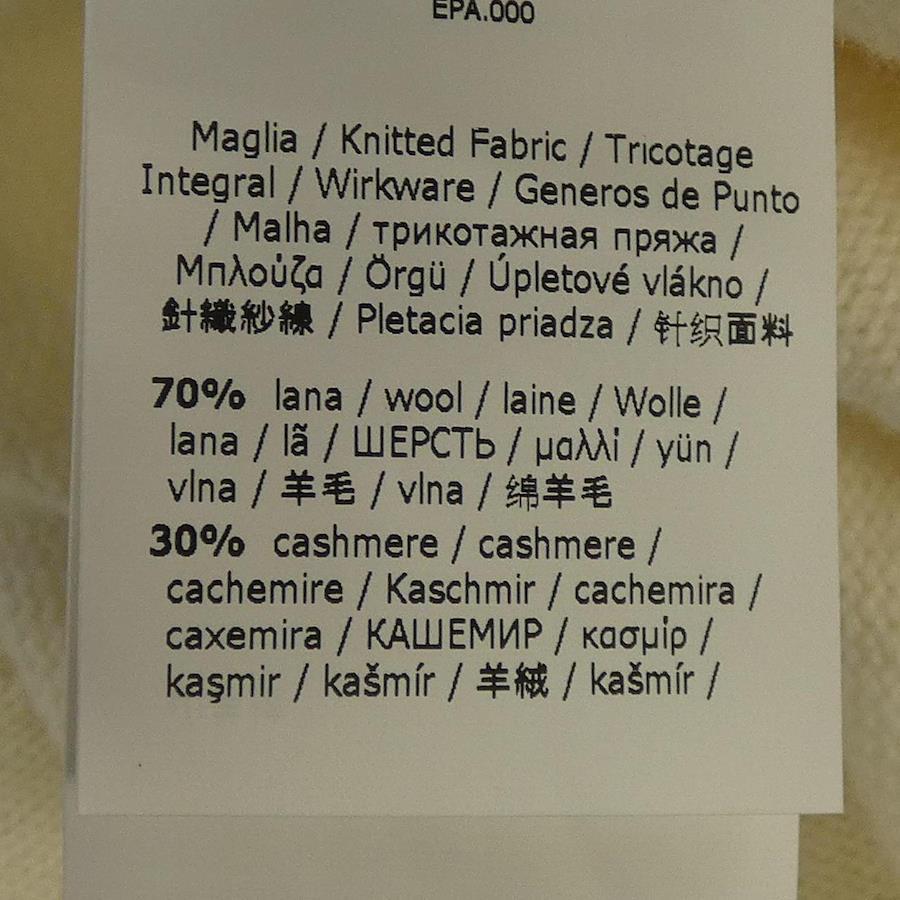 EPA.000
Maglia / Knitted Fabric / Tricotage
Integral / Wirkware / Generos de Punto
/ Malha / трикотажная пряжа /
Μπλούζα / Örgü / Úpletové vlákno /
針織紗線 / Pletacia priadza / 针织面料
70% lana / wool / laine / Wolle /
lana / lã / ШЕРСТЬ / μαλλί / yün /
vlna / 羊毛 / vlna / 绵羊毛
30% cashmere / cashmere /
cachemire / Kaschmir / cachemira /
caxemira / КАШЕМИР / κασμίρ /
kaşmir / kašmír / 羊絨 / kašmír /